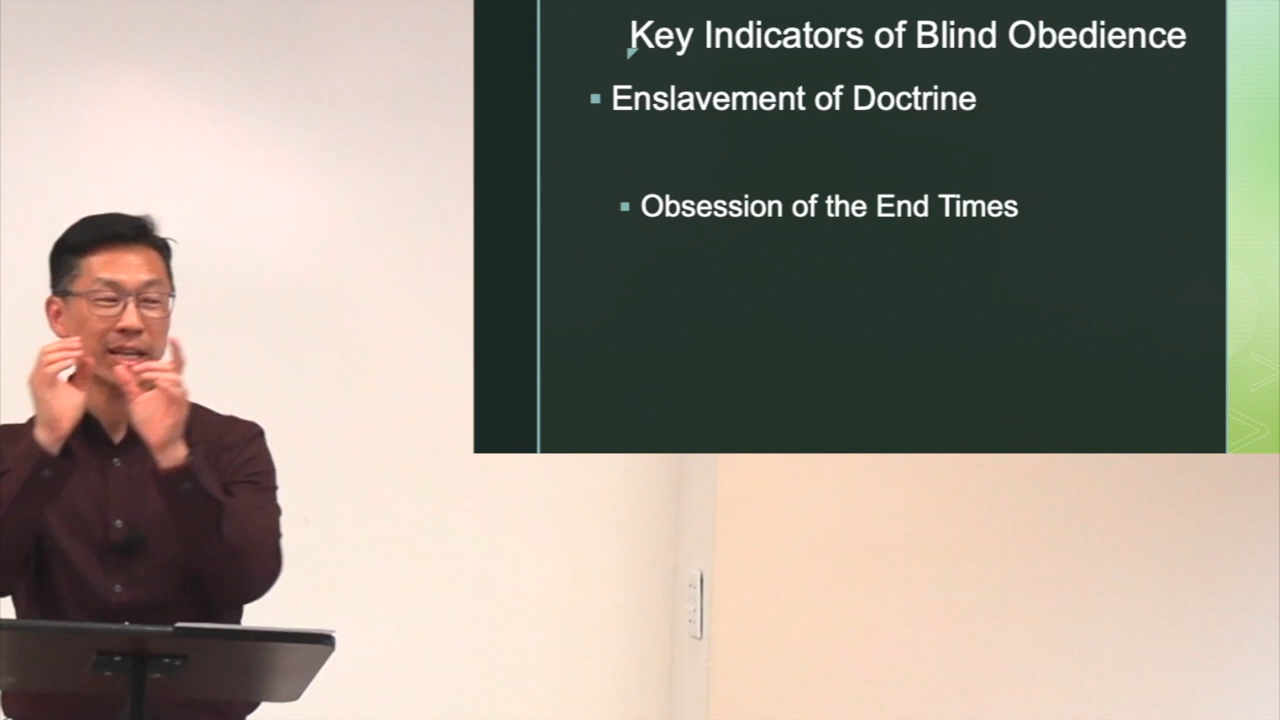 Key Indicators of Blind Obedience
Enslavement of Doctrine
Obsession of the End Times